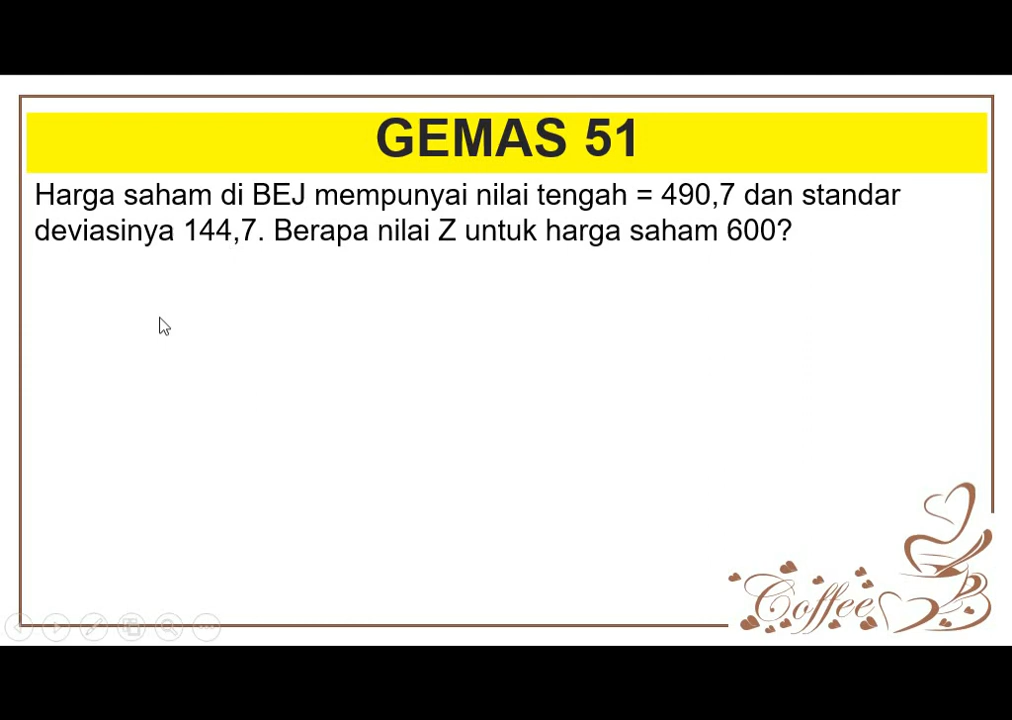 GEMAS 51
Harga saham di BEJ mempunyai nilai tengah = 490,7 dan standar
deviasinya 144,7. Berapa nilai Z untuk harga saham 600?
Coffee